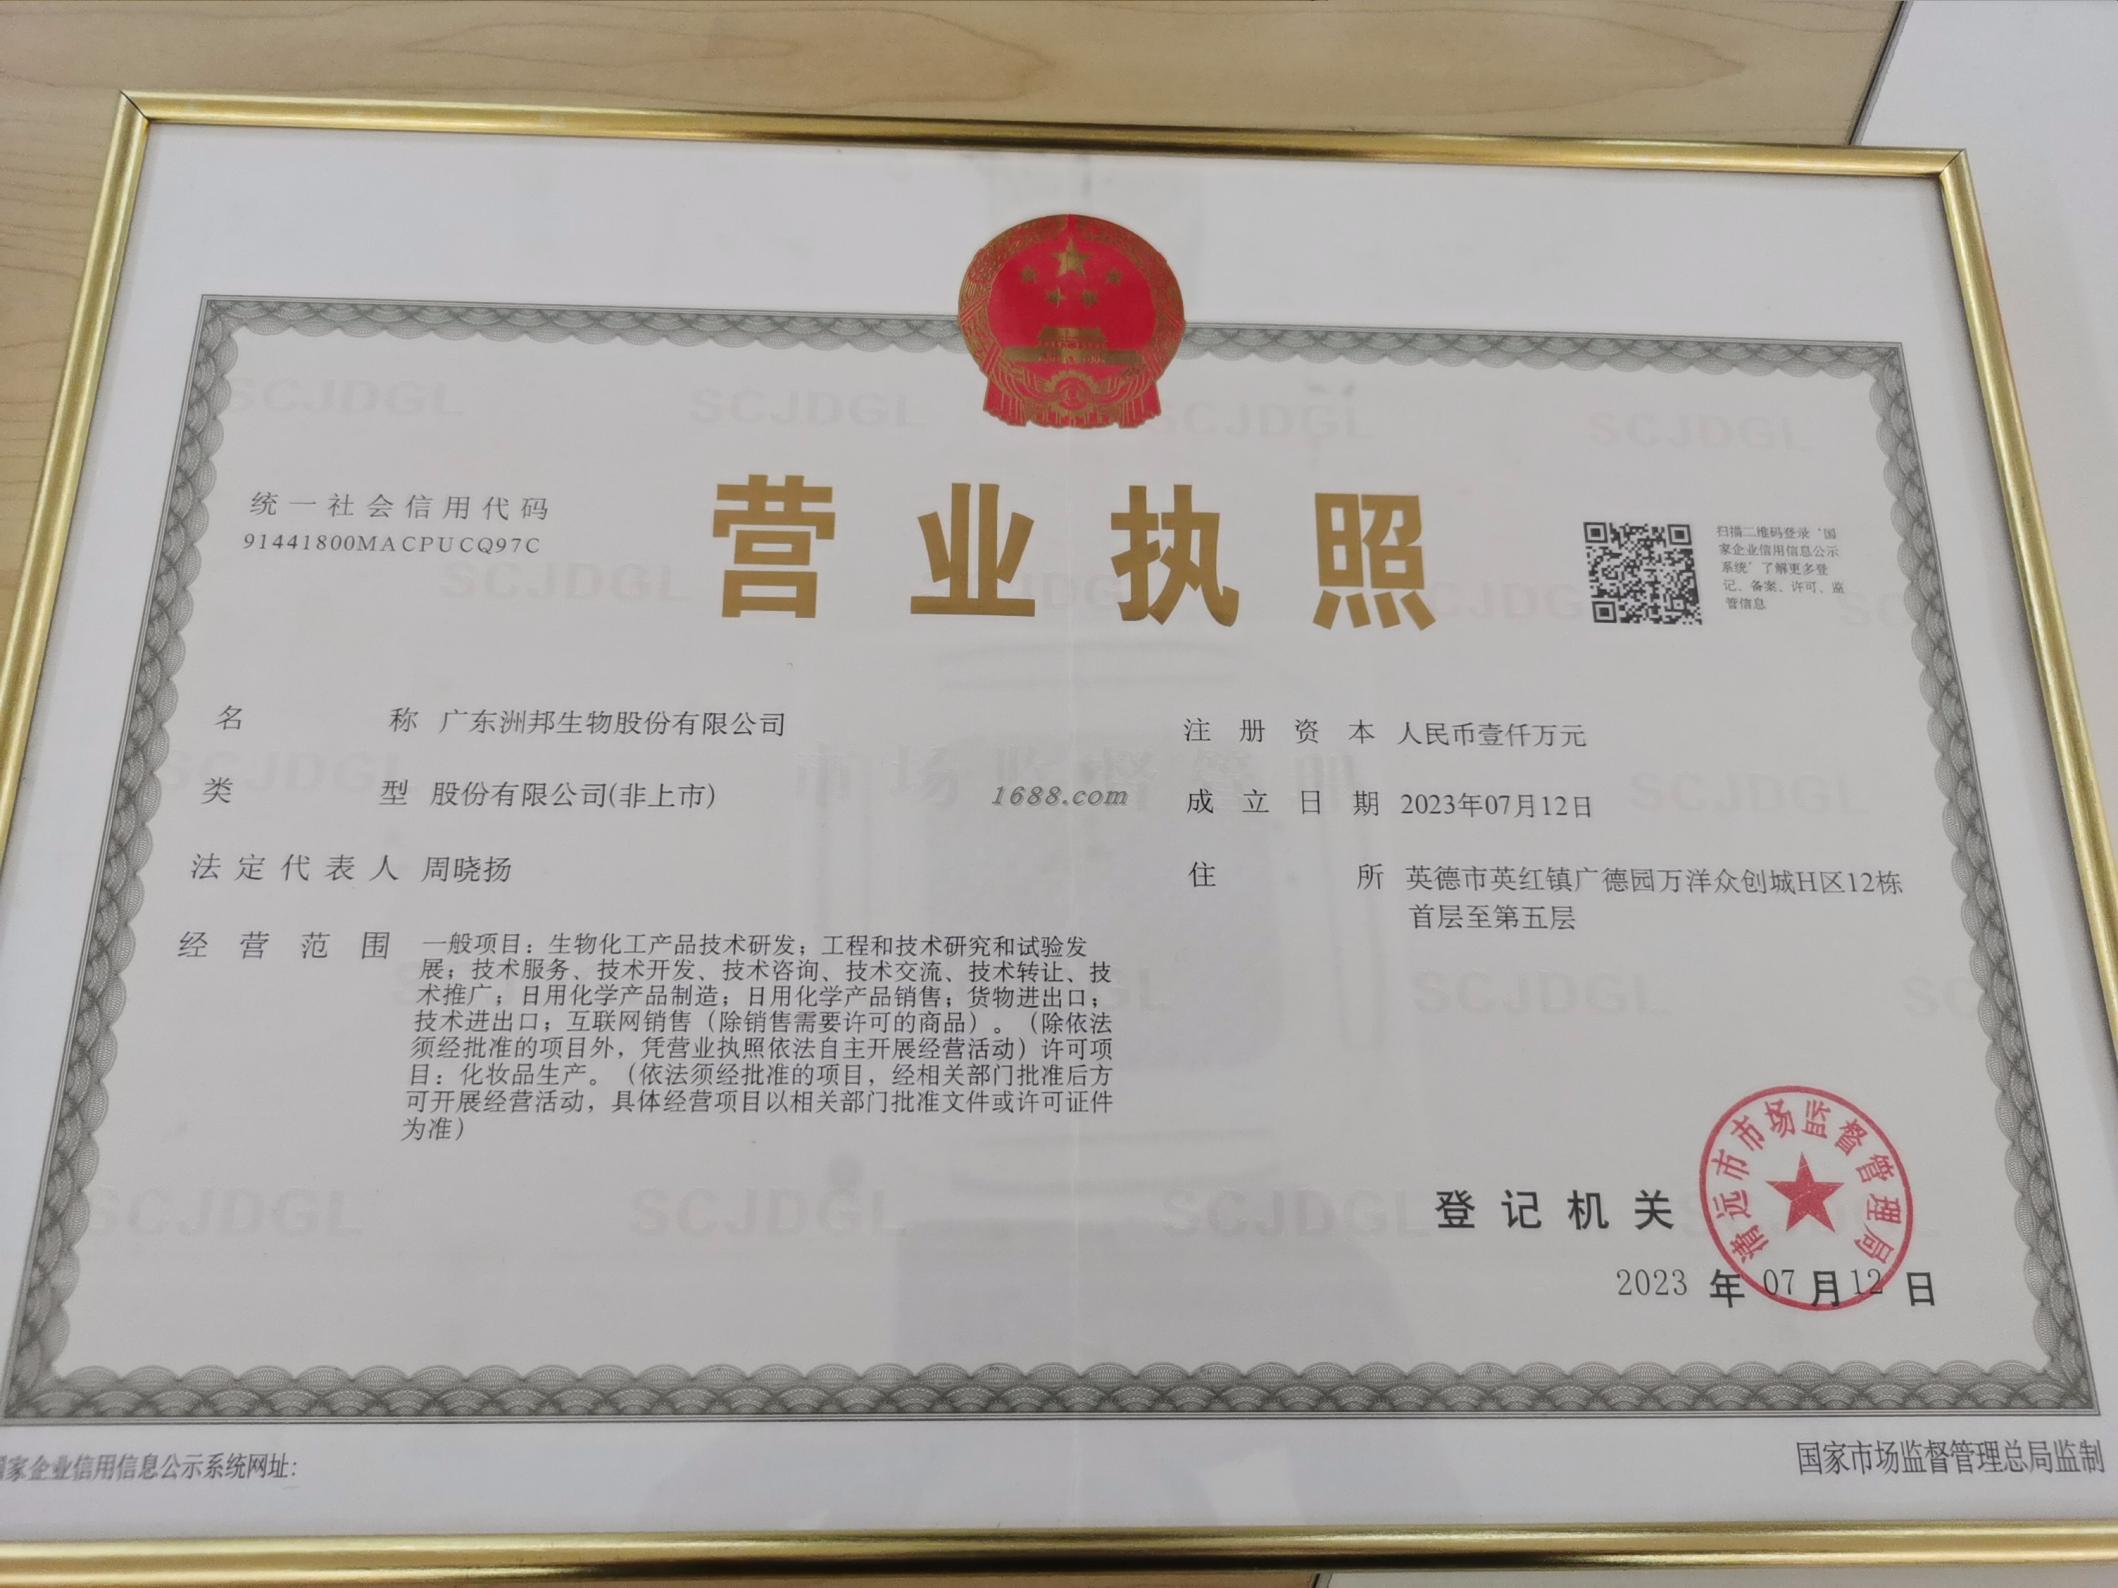 SCJDGL SCJDGL SCJDGL SCJDGL
营业执照
统一社会信用代码
91441800MACPUCQ97C
扫描二维码登录‘国
家企业信用信息公示
系统’了解更多登
记、备案、许可、监
管信息
SCJDGL
名称 广东洲邦生物股份有限公司
类型 股份有限公司(非上市)
法定代表人 周晓扬
经营范围 一般项目：生物化工产品技术研发；工程和技术研究和试验发
展；技术服务、技术开发、技术咨询、技术交流、技术转让、技
术推广；日用化学产品制造；日用化学产品销售；货物进出口；
技术进出口；互联网销售（除销售需要许可的商品）。（除依法
须经批准的项目外，凭营业执照依法自主开展经营活动）许可项
目：化妆品生产。（依法须经批准的项目，经相关部门批准后方
可开展经营活动，具体经营项目以相关部门批准文件或许可证件
为准）
1688.com
注册资本 人民币壹仟万元
成立日期 2023年07月12日
住所 英德市英红镇广德园万洋众创城H区12栋
首层至第五层
SCJDGL SCJDGL
SCJDGL SCJDGL SCJDGL
登记机关
清远市市场监督管理局
2023年07月12日
家企业信用信息公示系统网址：
国家市场监督管理总局监制